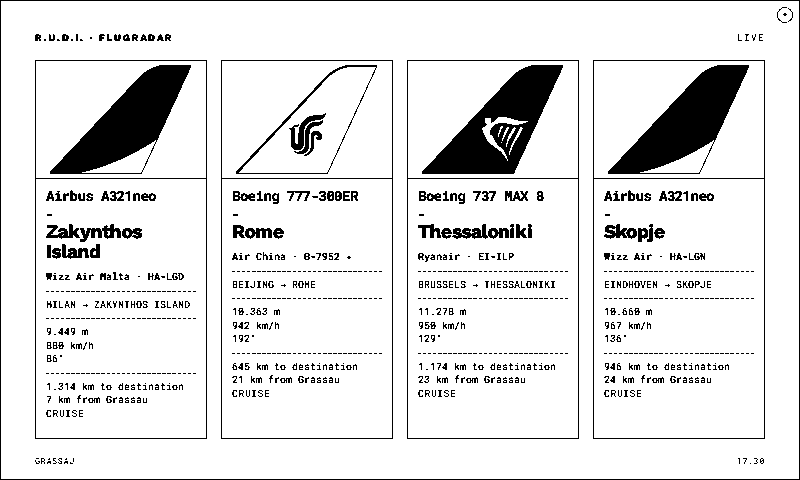 R.U.D.I. · FLUGRADAR
LIVE
Airbus A321neo
-
Zakynthos
Island
Wizz Air Malta · HA-LGD
MILAN → ZAKYNTHOS ISLAND
9.449 m
880 km/h
86°
1.314 km to destination
7 km from Grassau
CRUISE
Boeing 777-300ER
-
Rome
Air China · B-7952 ✦
BEIJING → ROME
10.363 m
942 km/h
192°
645 km to destination
21 km from Grassau
CRUISE
Boeing 737 MAX 8
-
Thessaloniki
Ryanair · EI-ILP
BRUSSELS → THESSALONIKI
11.278 m
950 km/h
129°
1.174 km to destination
23 km from Grassau
CRUISE
Airbus A321neo
-
Skopje
Wizz Air · HA-LGN
EINDHOVEN → SKOPJE
10.660 m
967 km/h
136°
946 km to destination
24 km from Grassau
CRUISE
GRASSAU
17.30